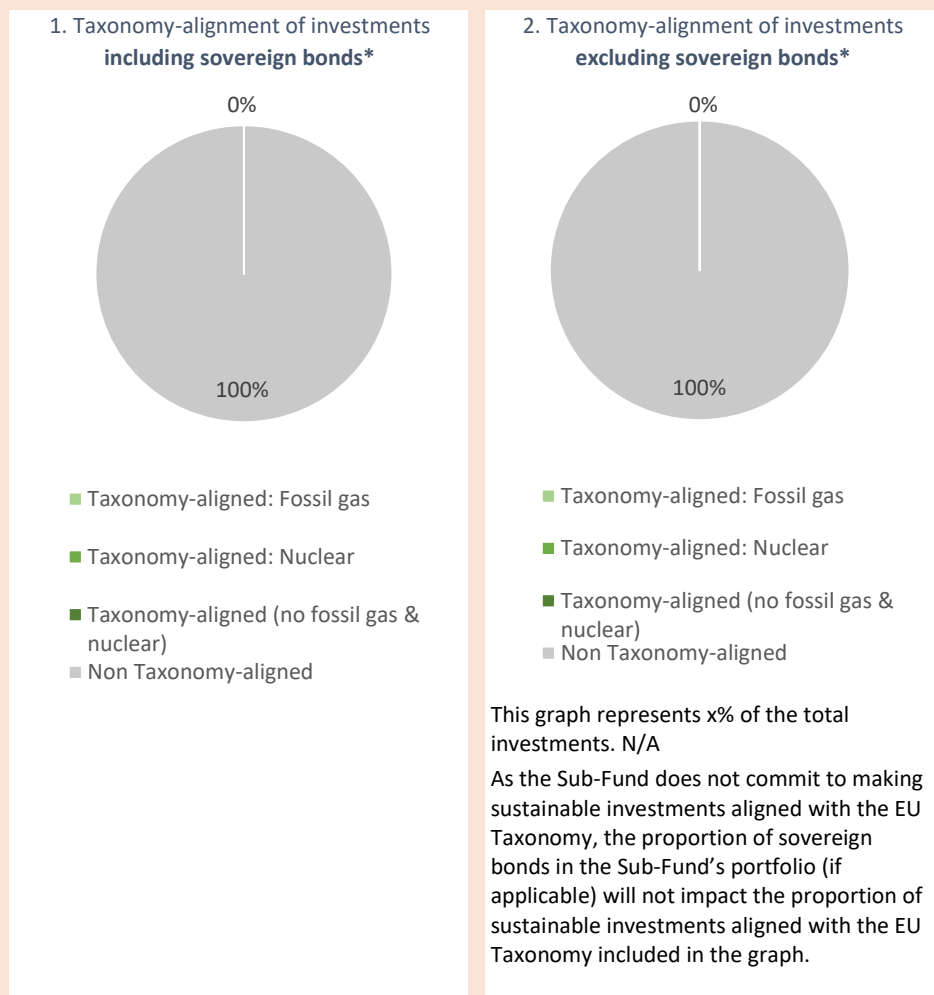 1. Taxonomy-alignment of investments
including sovereign bonds*
0%
100%
Taxonomy-aligned: Fossil gas
Taxonomy-aligned: Nuclear
Taxonomy-aligned (no fossil gas &
nuclear)
Non Taxonomy-aligned
2. Taxonomy-alignment of investments
excluding sovereign bonds*
0%
100%
Taxonomy-aligned: Fossil gas
Taxonomy-aligned: Nuclear
Taxonomy-aligned (no fossil gas &
nuclear)
Non Taxonomy-aligned
This graph represents x% of the total
investments. N/A
As the Sub-Fund does not commit to making
sustainable investments aligned with the EU
Taxonomy, the proportion of sovereign
bonds in the Sub-Fund’s portfolio (if
applicable) will not impact the proportion of
sustainable investments aligned with the EU
Taxonomy included in the graph.